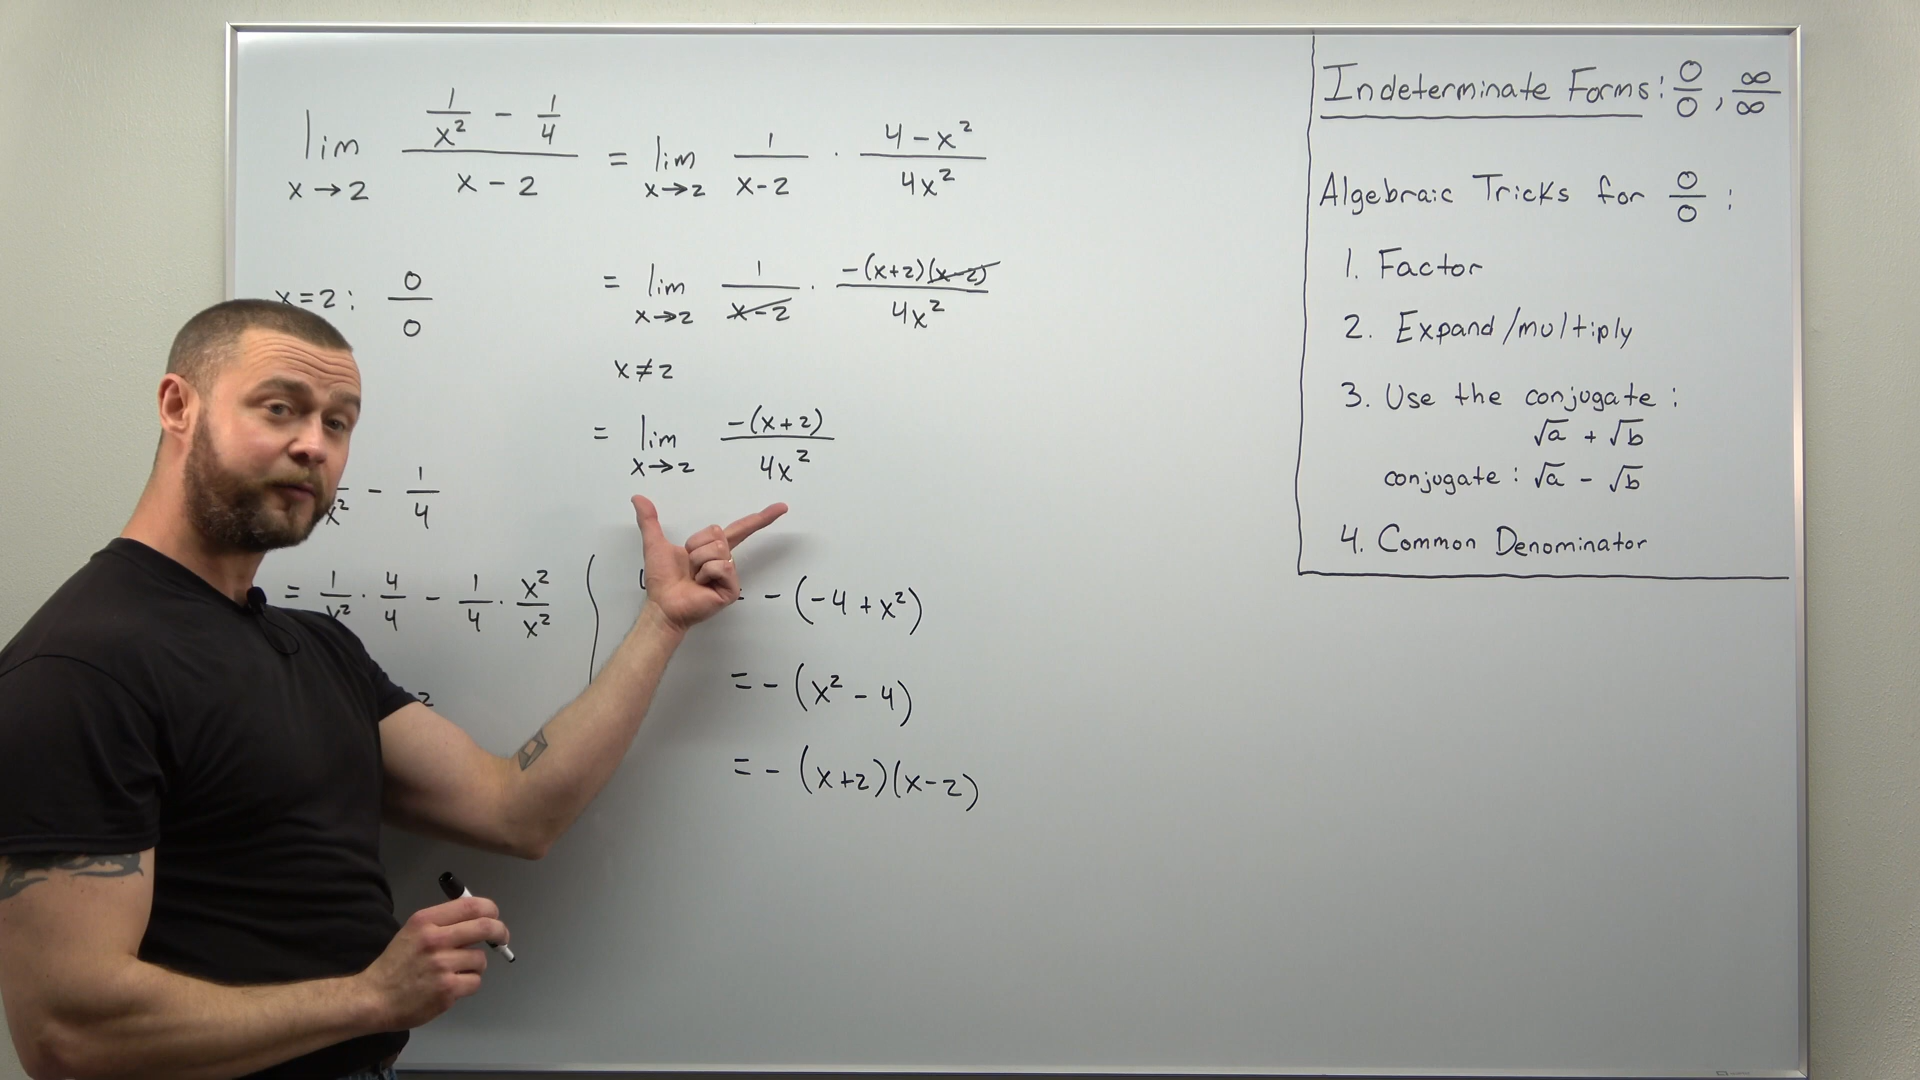 lim x→2 (1/x² - 1/4)/(x - 2) = lim x→2 1/(x-2) · (4-x²)/(4x²)
x=2: 0/0
= lim x→2 1/(x-2) · -(x+2)(x-2)/(4x²)
x≠2
= lim x→2 -(x+2)/(4x²)
x² - 1/4
= 1/x² · 4/4 - 1/4 · x²/x²
2
= -(-4 + x²)
= -(x² - 4)
= -(x+2)(x-2)
Indeterminate Forms: 0/0, ∞/∞
Algebraic Tricks for 0/0:
1. Factor
2. Expand/multiply
3. Use the conjugate:
√a + √b
conjugate: √a - √b
4. Common Denominator